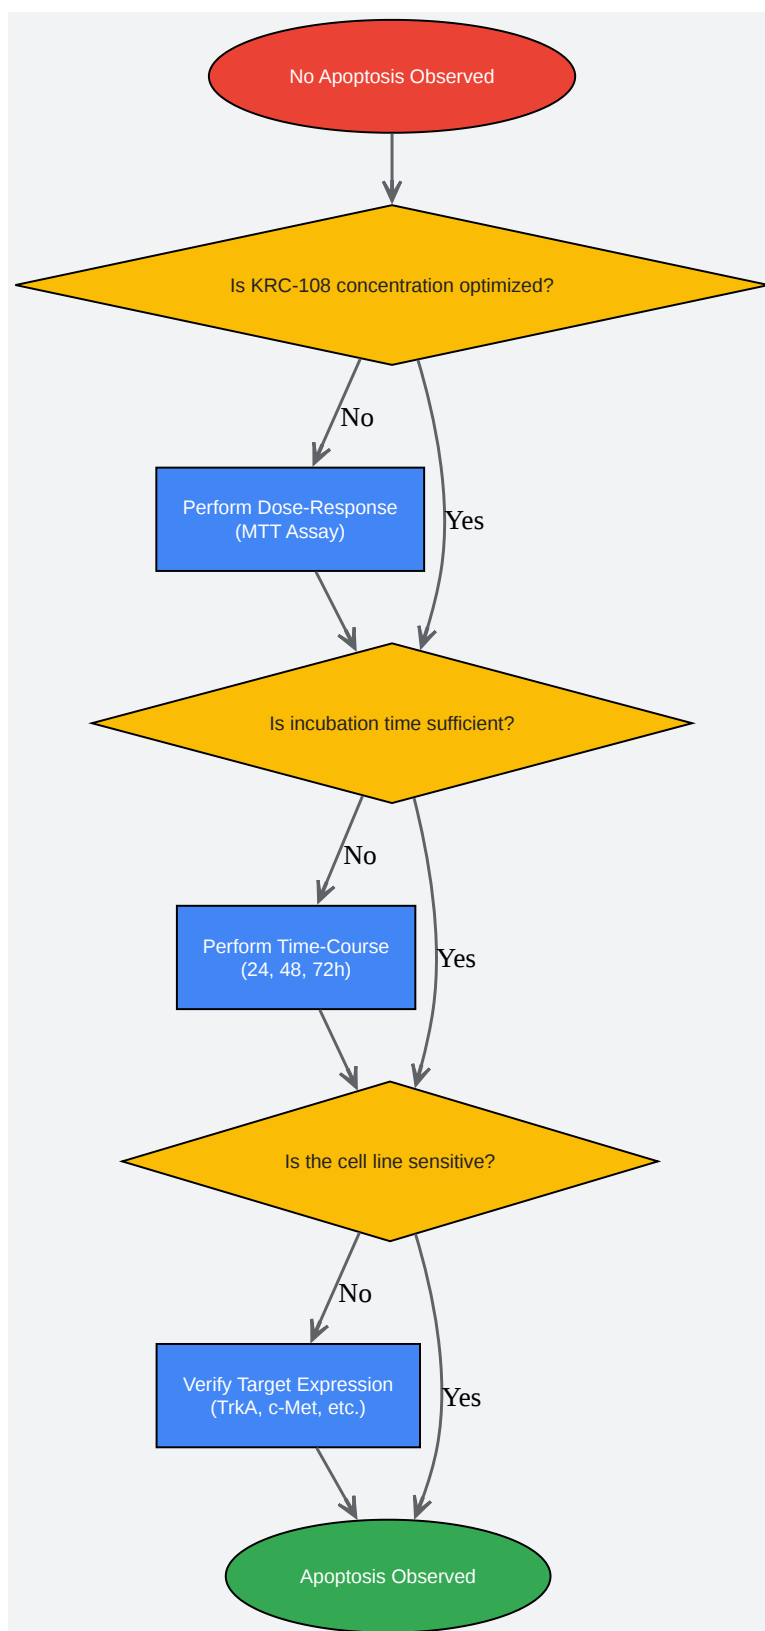 No Apoptosis Observed
Is KRC-108 concentration optimized?
No
Perform Dose-Response
(MTT Assay)
Yes
Is incubation time sufficient?
No
Perform Time-Course
(24, 48, 72h)
Yes
Is the cell line sensitive?
No
Verify Target Expression
(TrkA, c-Met, etc.)
Yes
Apoptosis Observed